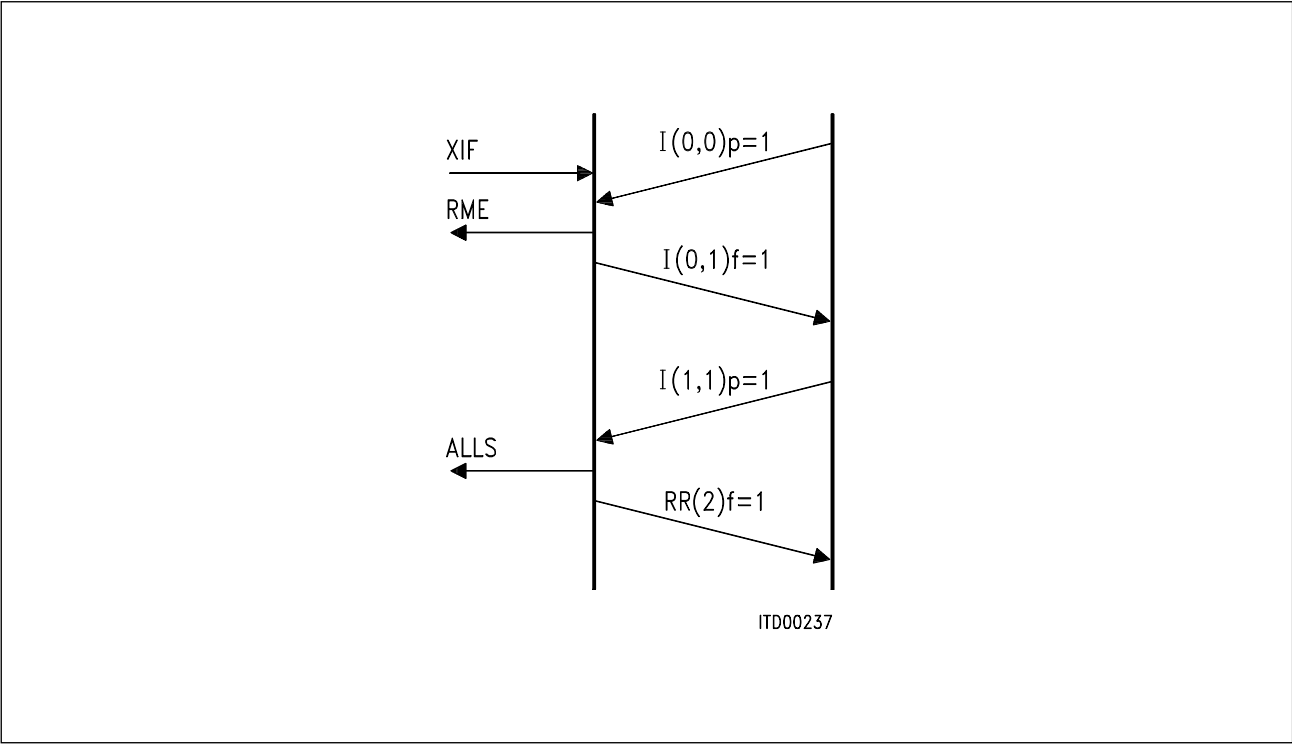 I(0,0)p=1
XIF
RME
I(0,1)f=1
I(1,1)p=1
ALLS
RR(2)f=1
ITD00237